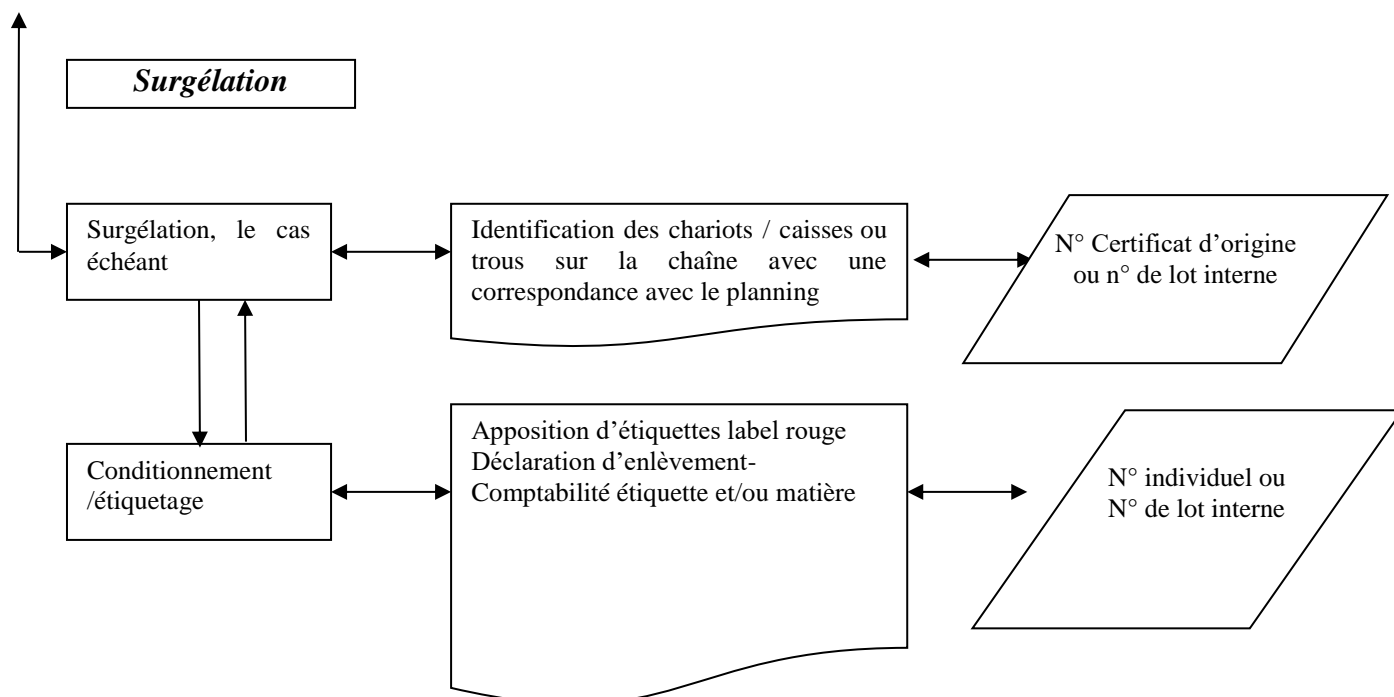 Surgélation
Surgélation, le cas
échéant
Identification des chariots / caisses ou
trous sur la chaîne avec une
correspondance avec le planning
N° Certificat d’origine
ou n° de lot interne
Conditionnement
/étiquetage
Apposition d’étiquettes label rouge
Déclaration d’enlèvement-
Comptabilité étiquette et/ou matière
N° individuel ou
N° de lot interne